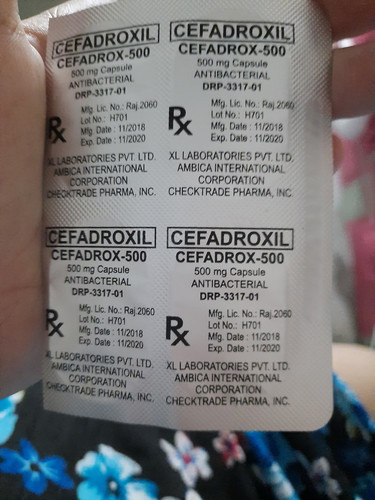 CEFADROXIL
CEFADROX-500
500 mg Capsule
ANTIBACTERIAL
DRP-3317-01
Rx
Mfg. Lic. No.: Raj.2060
Lot No.: H701
Mfg. Date : 11/2018
Exp. Date : 11/2020
XL LABORATORIES PVT. LTD.
AMBICA INTERNATIONAL
CORPORATION
CHECKTRADE PHARMA, INC.
CEFADROXIL
CEFADROX-500
500 mg Capsule
ANTIBACTERIAL
DRP-3317-01
Rx
Mfg. Lic. No.: Raj.2060
Lot No.: H701
Mfg. Date : 11/2018
Exp. Date : 11/2020
XL LABORATORIES PVT. LTD.
AMBICA INTERNATIONAL
CORPORATION
CHECKTRADE PHARMA, INC.
CEFADROXIL
CEFADROX-500
500 mg Capsule
ANTIBACTERIAL
DRP-3317-01
Rx
Mfg. Lic. No.: Raj.2060
Lot No.: H701
Mfg. Date : 11/2018
Exp. Date : 11/2020
XL LABORATORIES PVT. LTD.
AMBICA INTERNATIONAL
CORPORATION
CHECKTRADE PHARMA, INC.
CEFADROXIL
CEFADROX-500
500 mg Capsule
ANTIBACTERIAL
DRP-3317-01
Rx
Mfg. Lic. No.: Raj.2060
Lot No.: H701
Mfg. Date : 11/2018
Exp. Date : 11/2020
XL LABORATORIES PVT. LTD.
AMBICA INTERNATIONAL
CORPORATION
CHECKTRADE PHARMA, INC.